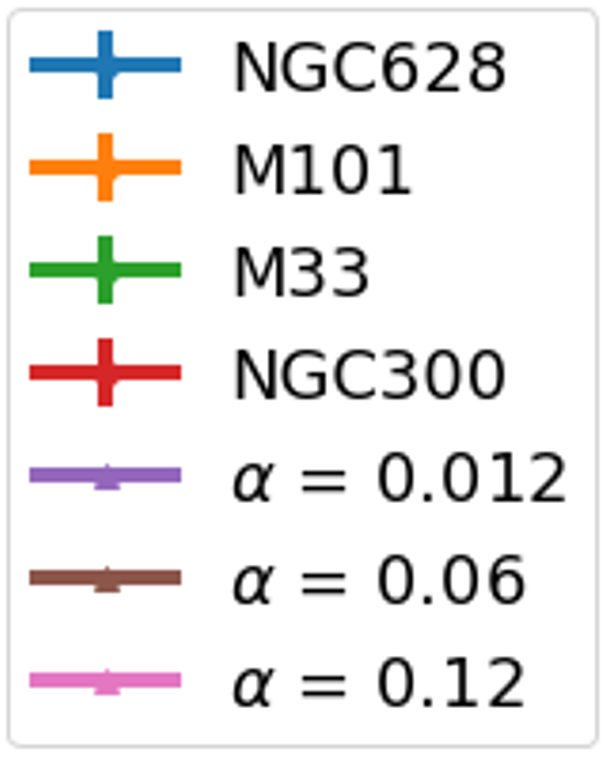 NGC628
M101
M33
NGC300
α = 0.012
α = 0.06
α = 0.12